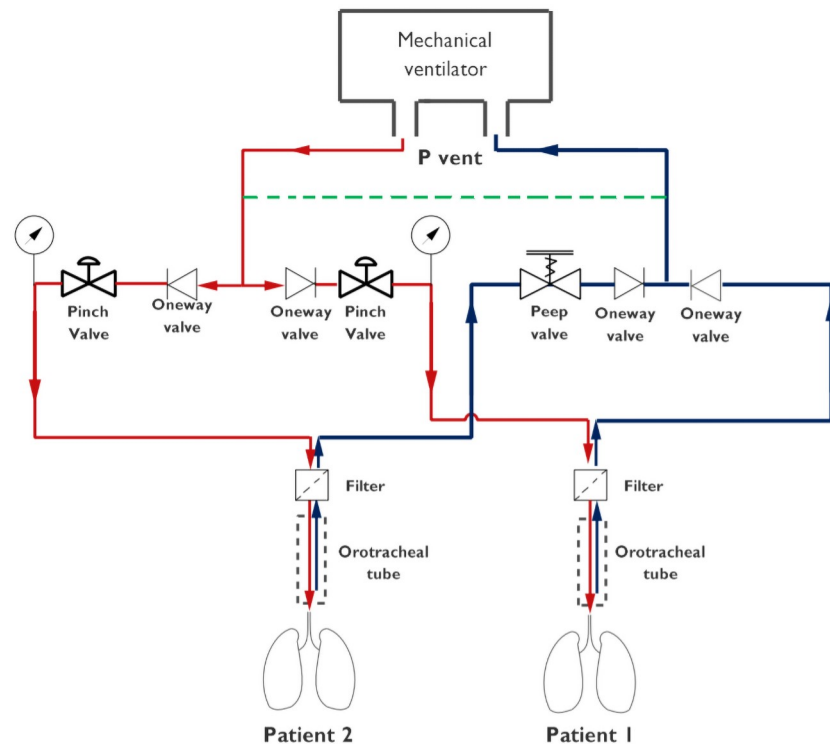 Mechanical
ventilator
P vent
Pinch
Valve
Oneway
valve
Oneway
valve
Pinch
Valve
Peep
valve
Oneway
valve
Oneway
valve
Filter
Filter
Orotracheal
tube
Orotracheal
tube
Patient 2
Patient 1